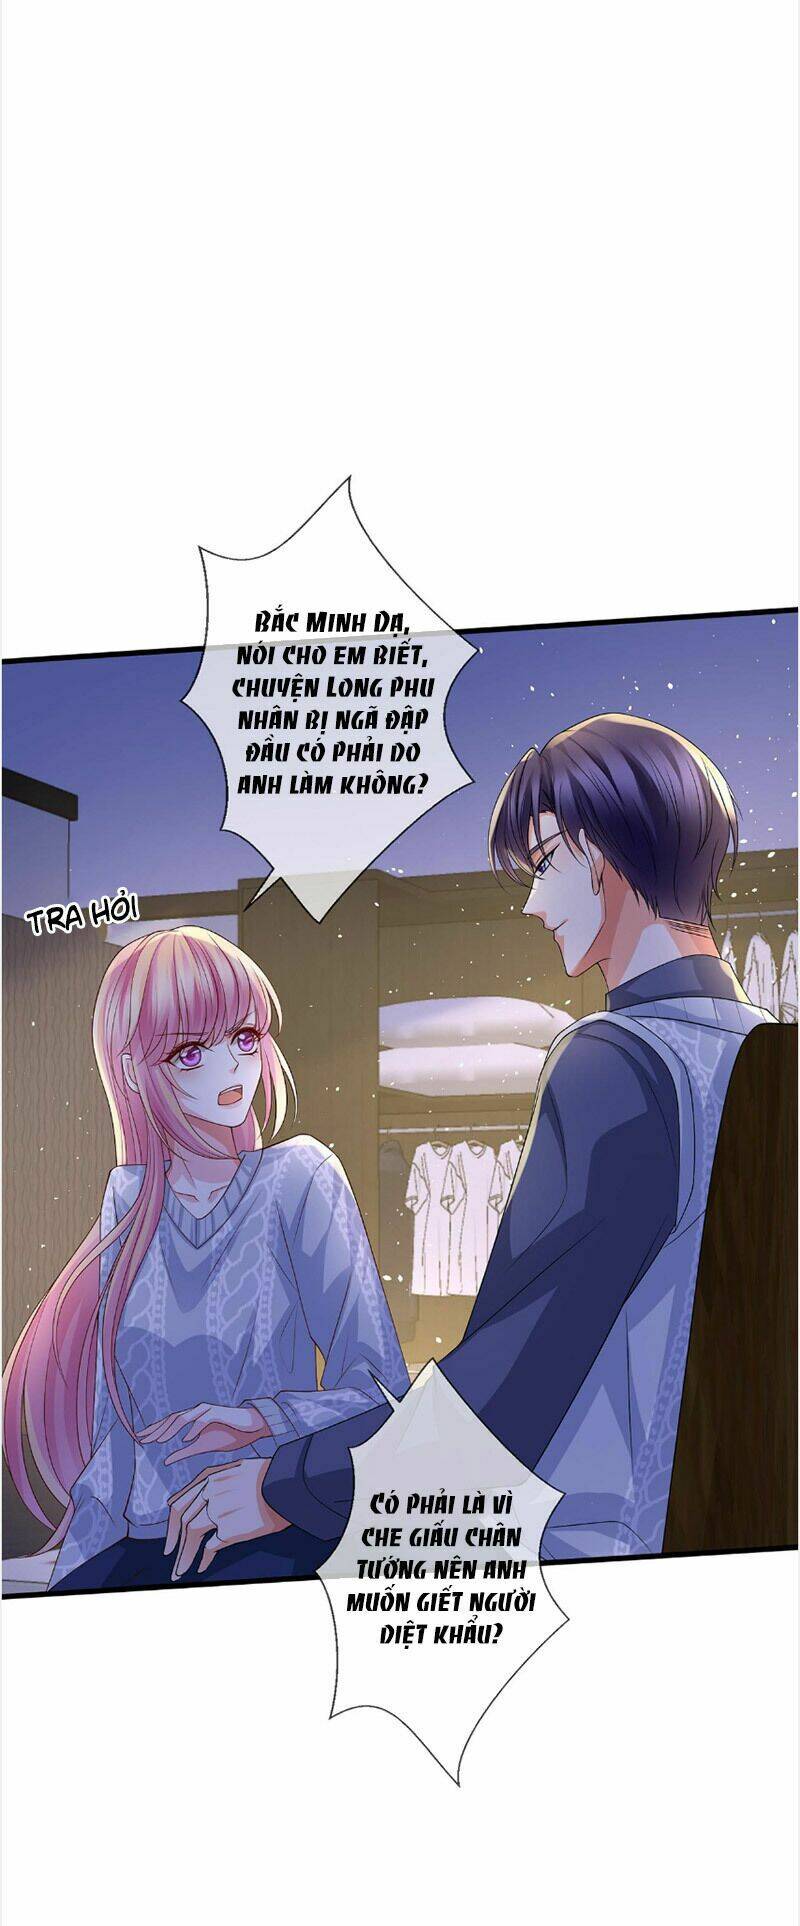 BẮC MINH DẠ,
NÓI CHO EM BIẾT,
CHUYỆN LONG PHU
NHÂN BỊ NGÃ ĐẬP
ĐẦU CÓ PHẢI DO
ANH LÀM KHÔNG?
TRA HỎI
CÓ PHẢI LÀ VÌ
CHE GIẤU CHÂN
TƯỚNG NÊN ANH
MUỐN GIẾT NGƯỜI
DIỆT KHẨU?